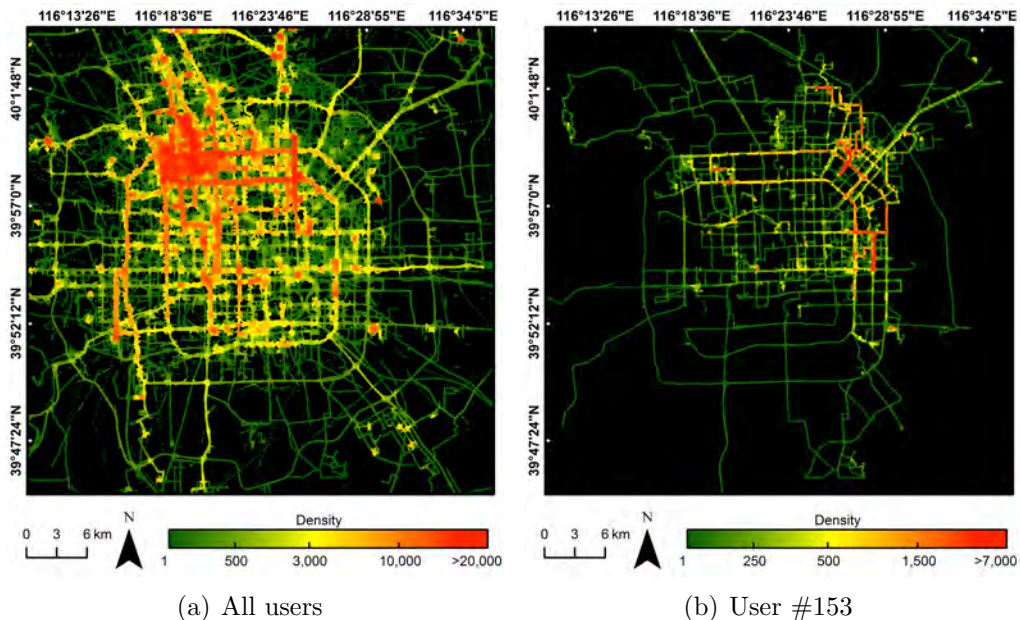 116°13'26"E 116°18'36"E 116°23'46"E 116°28'55"E 116°34'5"E
40°1'48"N
39°57'0"N
39°52'12"N
39°47'24"N
0 3 6 km
N
Density
1 500 3,000 10,000 >20,000
(a) All users
116°13'26"E 116°18'36"E 116°23'46"E 116°28'55"E 116°34'5"E
40°1'48"N
39°57'0"N
39°52'12"N
39°47'24"N
0 3 6 km
N
Density
1 250 500 1,500 >7,000
(b) User #153